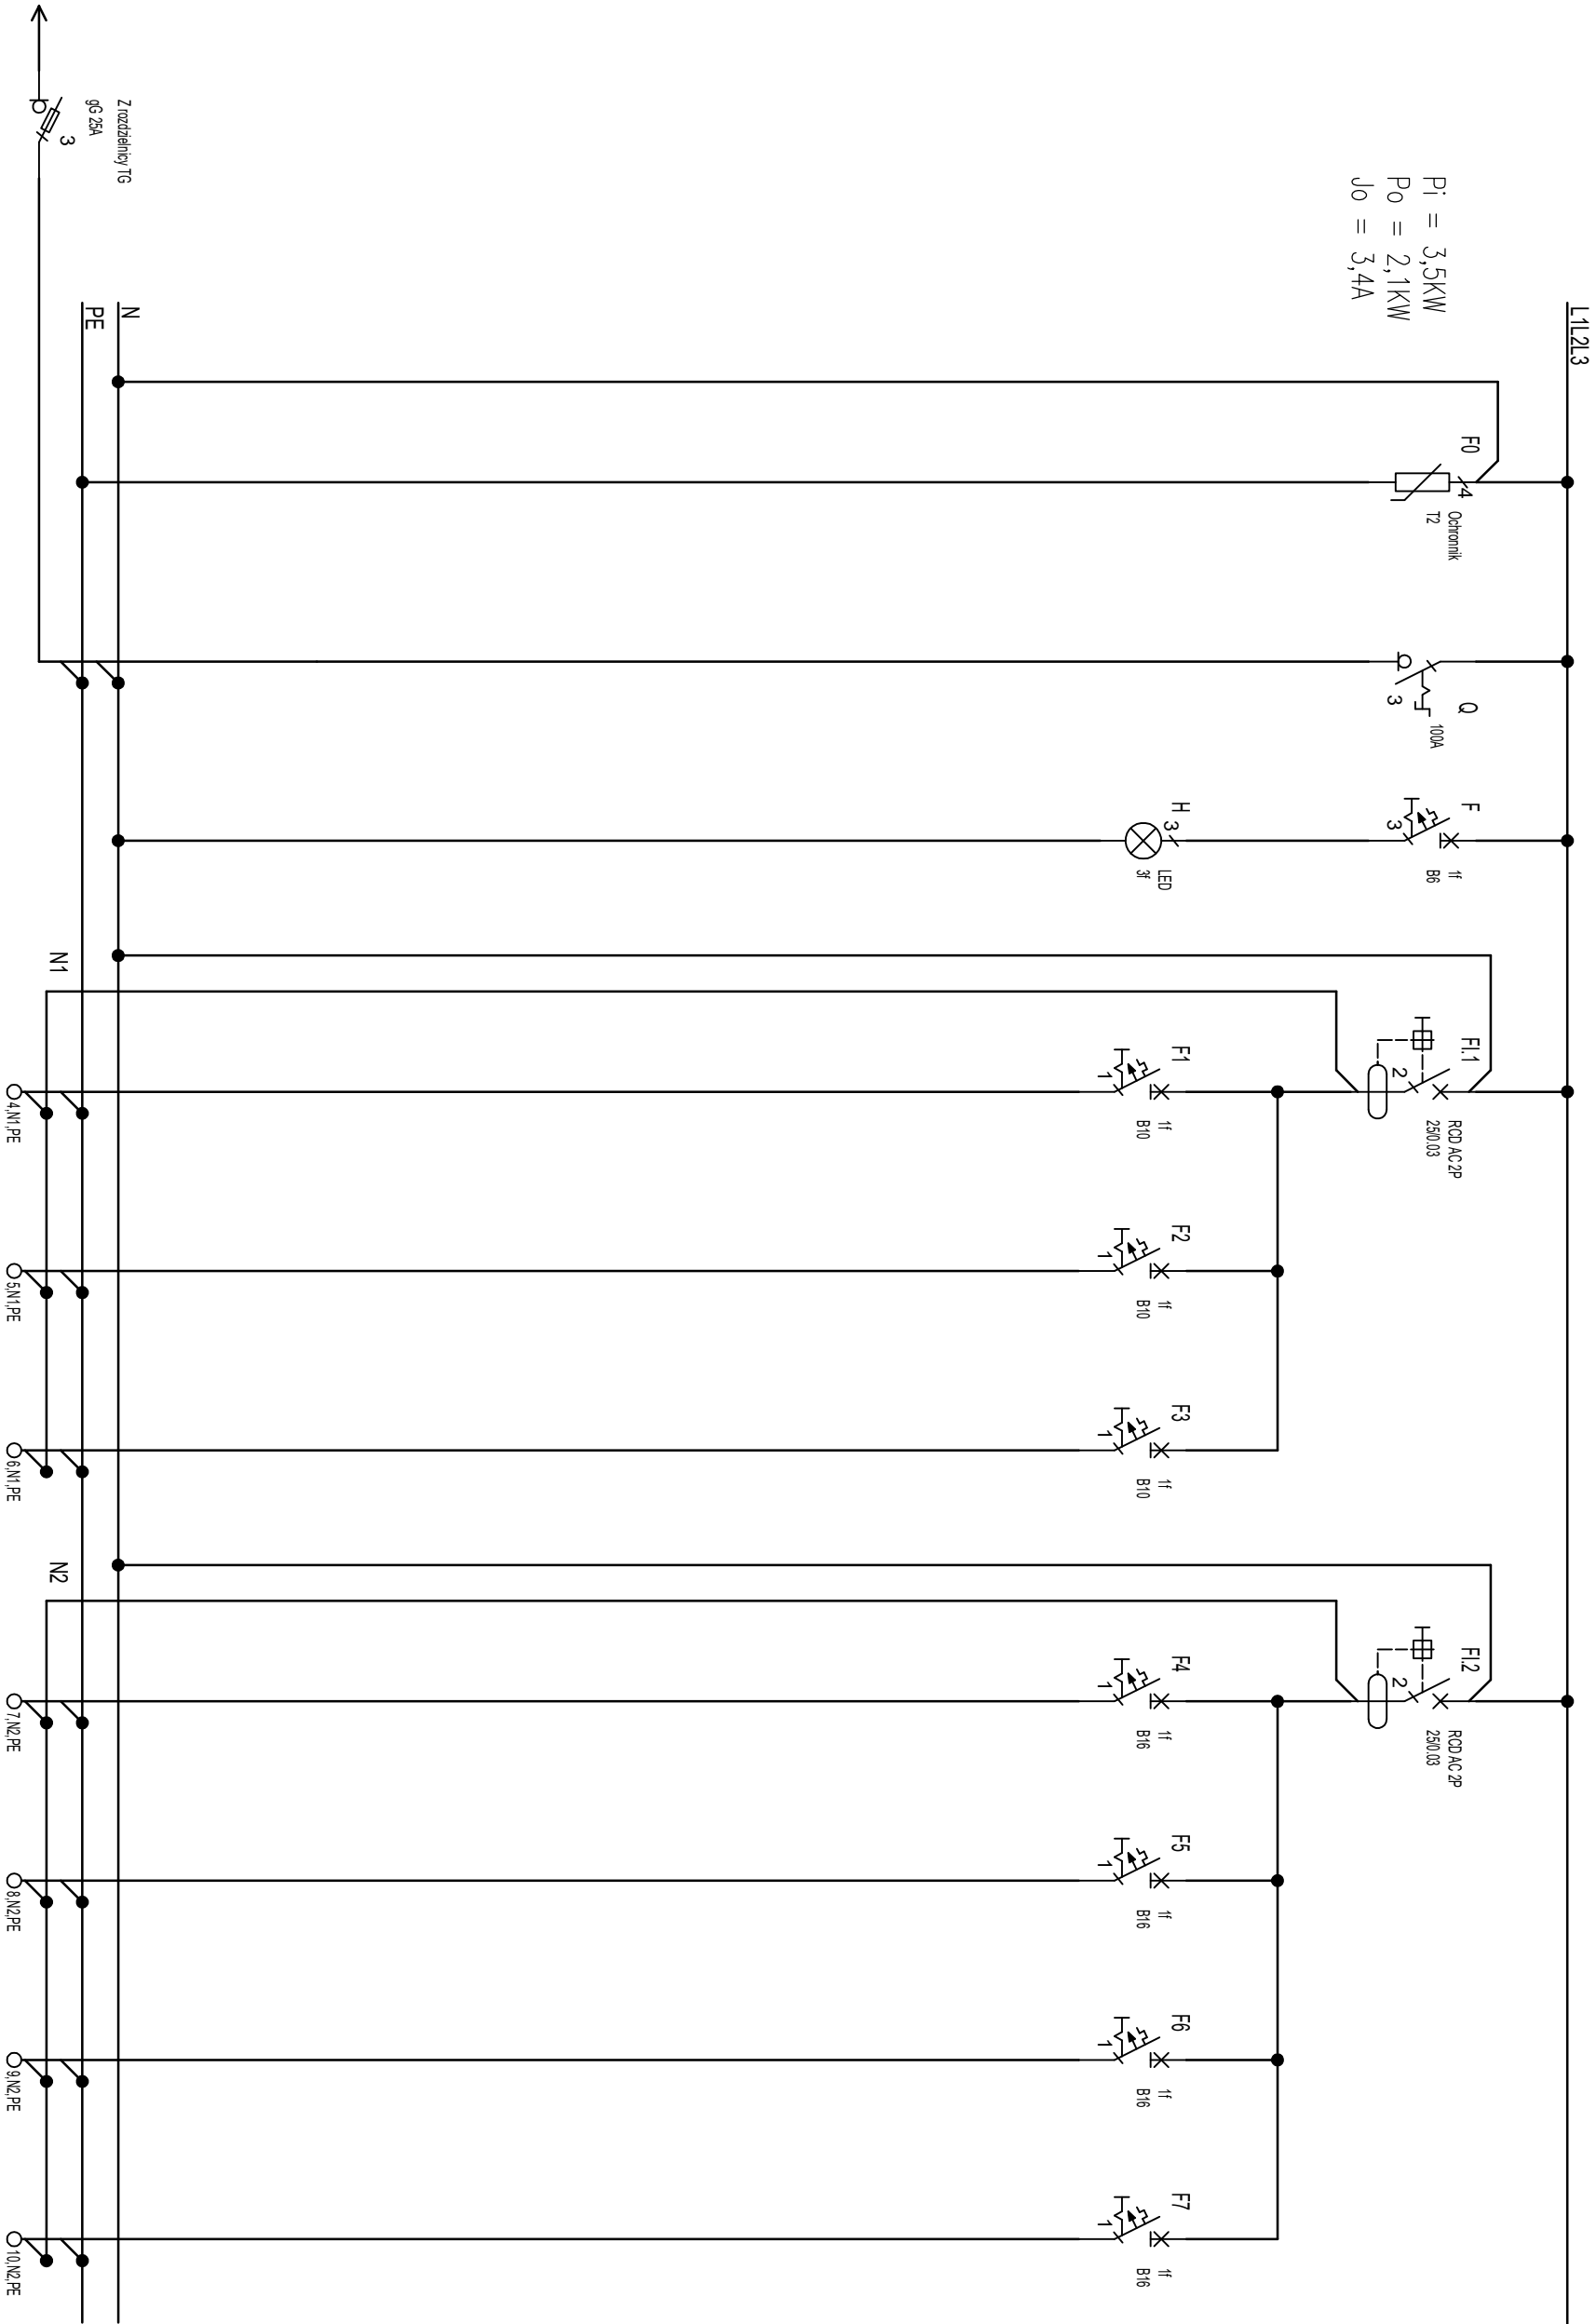 L1L2L3
Pi = 3,5KW
Po = 2,1KW
Jo = 3,4A
F0
4
Ochronnik
T2
Q
100A
3
F
3
1f
B6
H
3
LED
3f
FI.1
2
RCD AC 2P
25/0.03
F1
1
1f
B10
F2
1
1f
B10
F3
1
1f
B10
FI.2
2
RCD AC 2P
25/0.03
F4
1
1f
B16
F5
1
1f
B16
F6
1
1f
B16
F7
1
1f
B16
N
PE
Z rozdzielnicy TG
gG 25A
3
N1
N2
4,N1,PE
5,N1,PE
6,N1,PE
7,N2,PE
8,N2,PE
9,N2,PE
10,N2,PE